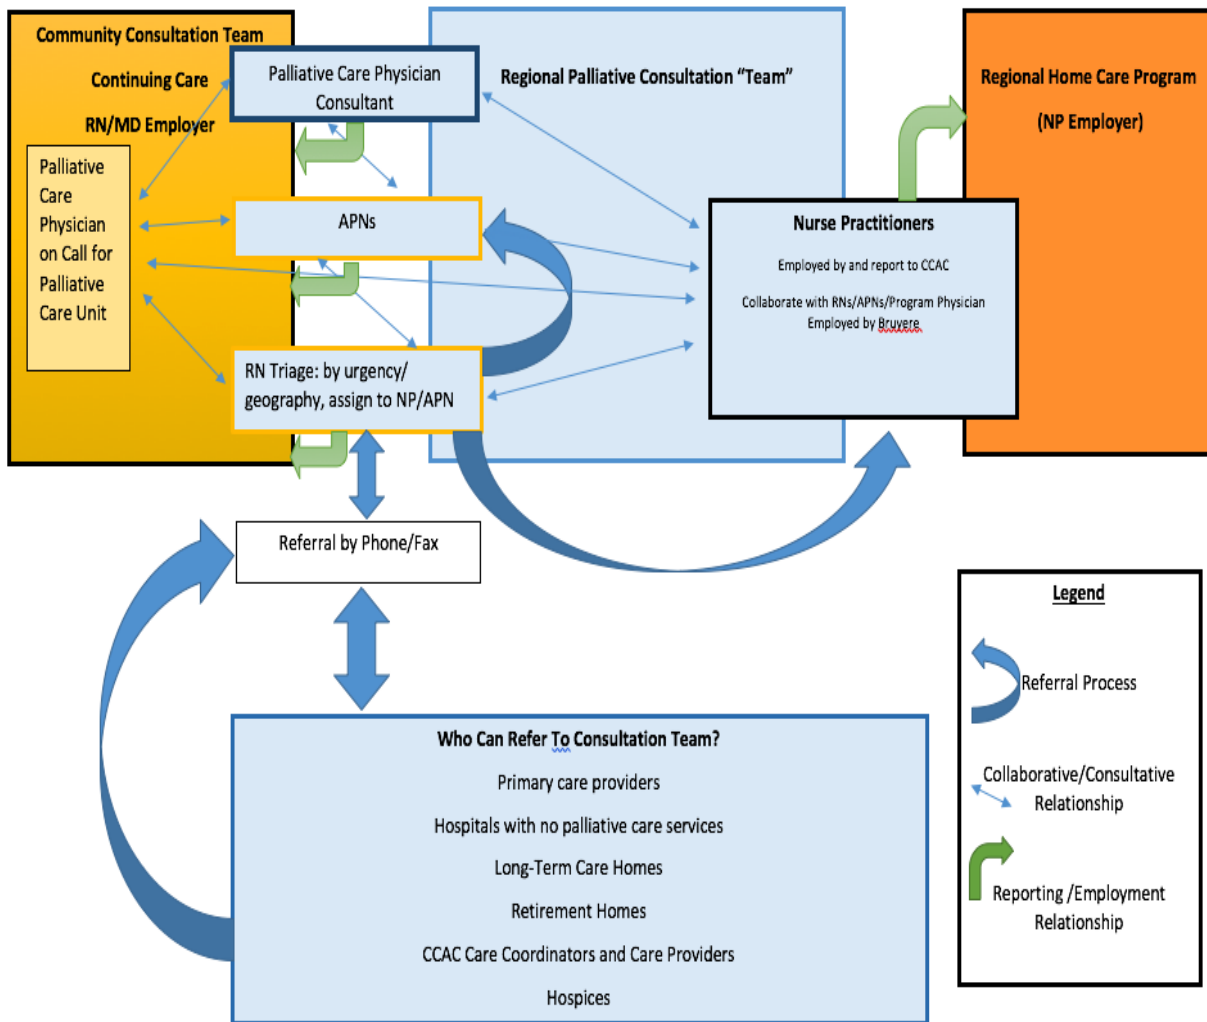 Community Consultation Team
Continuing Care
RN/MD Employer
Palliative
Care
Physician
on Call for
Palliative
Care Unit
Palliative Care Physician
Consultant
APNs
RN Triage: by urgency/
geography, assign to NP/APN
Regional Palliative Consultation “Team”
Nurse Practitioners
Employed by and report to CCAC
Collaborate with RNs/APNs/Program Physician
Employed by Bruyere
Regional Home Care Program
(NP Employer)
Referral by Phone/Fax
Who Can Refer To Consultation Team?
Primary care providers
Hospitals with no palliative care services
Long-Term Care Homes
Retirement Homes
CCAC Care Coordinators and Care Providers
Hospices
Legend
Referral Process
Collaborative/Consultative
Relationship
Reporting /Employment
Relationship